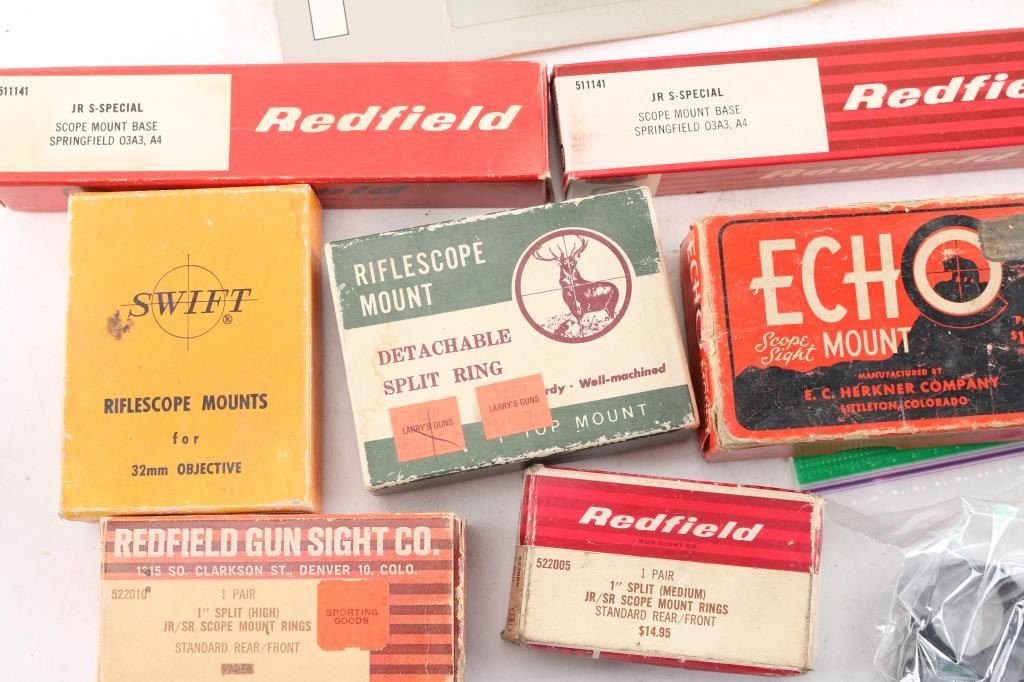 511141
JR S-SPECIAL
SCOPE MOUNT BASE
SPRINGFIELD 03A3, A4
Redfield
511141
JR S-SPECIAL
SCOPE MOUNT BASE
SPRINGFIELD 03A3, A4
Redfie
Redfield
SWIFT®
RIFLESCOPE MOUNTS
for
32mm OBJECTIVE
RIFLESCOPE
MOUNT
DETACHABLE
SPLIT RING
rdy · Well-machined
LARRY'S GUNS
LARRY'S GUNS
1" TOP MOUNT
ECHO
Scope
Sight MOUNT
MANUFACTURED BY
E. C. HERKNER COMPANY
LITTLETON, COLORADO
REDFIELD GUN SIGHT CO.
1315 SO. CLARKSON ST., DENVER 10, COLO.
522010
1 PAIR
1" SPLIT (HIGH)
JR/SR SCOPE MOUNT RINGS
STANDARD REAR/FRONT
SPORTING
GOODS
Redfield
GUN SIGHT CO.
522005
1 PAIR
1" SPLIT (MEDIUM)
JR/SR SCOPE MOUNT RINGS
STANDARD REAR/FRONT
$14.95